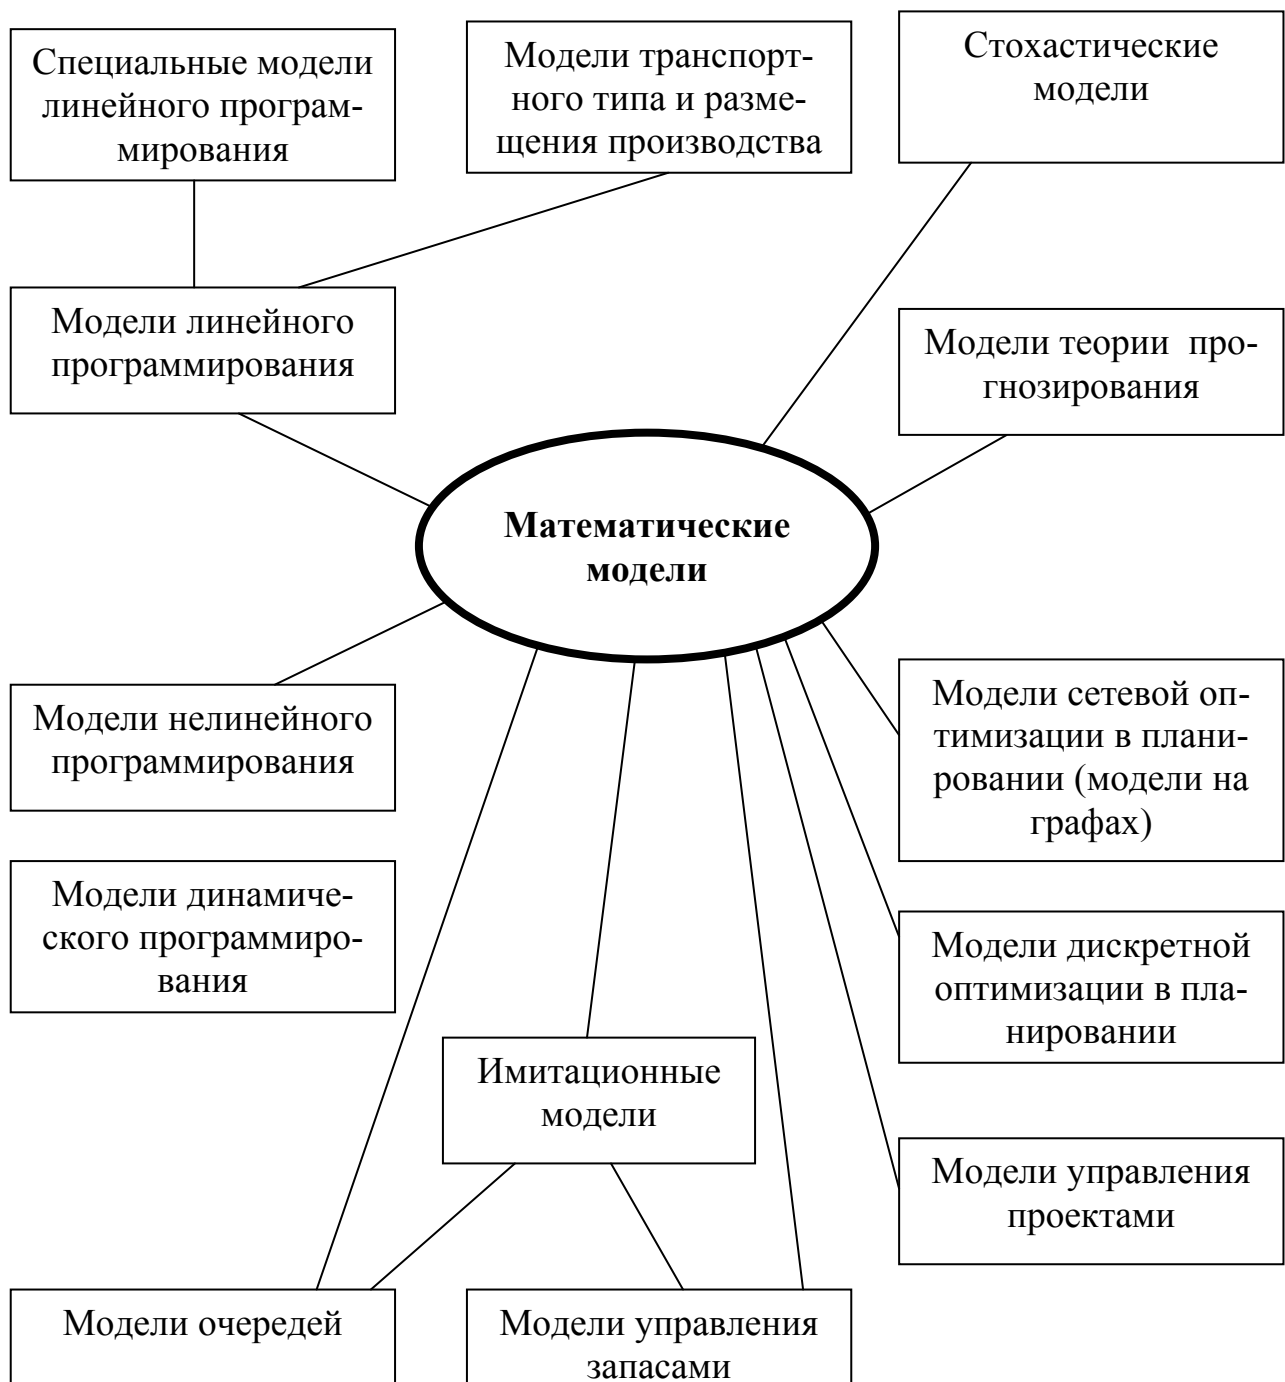 Специальные модели
линейного програм-
мирования
Модели транспорт-
ного типа и разме-
щения производства
Стохастические
модели
Модели линейного
программирования
Модели теории  про-
гнозирования
Математические
модели
Модели нелинейного
программирования
Модели сетевой оп-
тимизации в плани-
ровании (модели на
графах)
Модели динамиче-
ского программиро-
вания
Модели дискретной
оптимизации в пла-
нировании
Имитационные
модели
Модели управления
проектами
Модели очередей
Модели управления
запасами